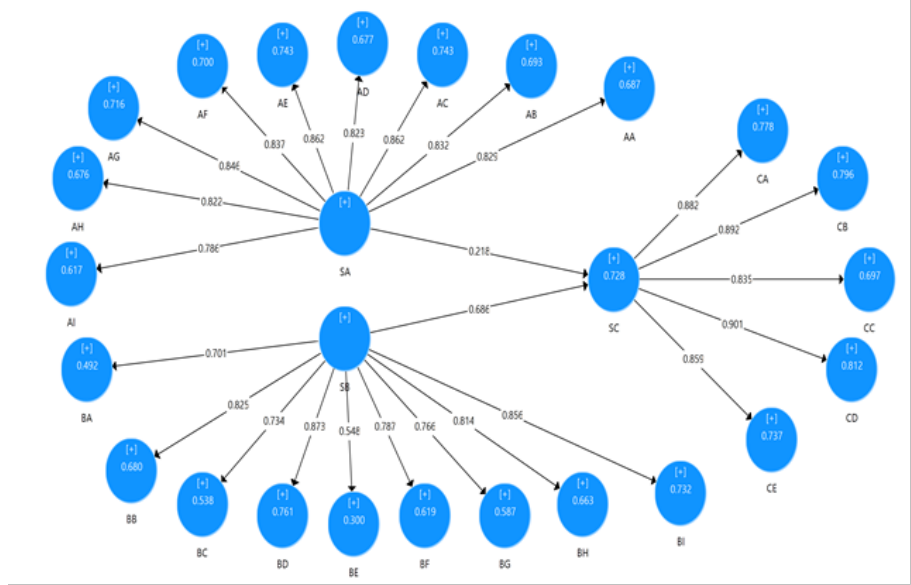 [+]
0.677
AD
[+]
0.743
AE
[+]
0.743
AC
[+]
0.700
AF
[+]
0.693
AB
[+]
0.687
AA
[+]
0.716
AG
[+]
0.778
CA
[+]
0.676
AH
[+]
0.796
CB
[+]
0.617
AI
0.823
0.862
0.862
0.837
0.832
0.829
0.846
0.822
0.786
[+]
SA
0.218
0.686
[+]
0.728
SC
0.882
0.892
0.835
0.901
0.859
[+]
0.697
CC
[+]
0.812
CD
[+]
0.737
CE
[+]
SB
0.701
0.825
0.734
0.873
0.548
0.787
0.766
0.814
0.856
[+]
0.492
BA
[+]
0.680
BB
[+]
0.538
BC
[+]
0.761
BD
[+]
0.300
BE
[+]
0.619
BF
[+]
0.587
BG
[+]
0.663
BH
[+]
0.732
BI